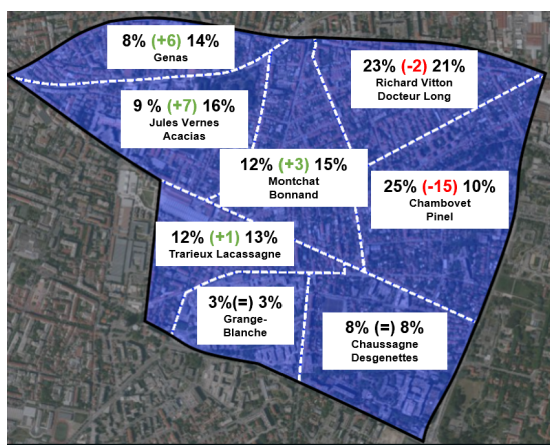 8% (+6) 14%
Genas
23% (-2) 21%
Richard Vitton
Docteur Long
9 % (+7) 16%
Jules Vernes
Acacias
12% (+3) 15%
Montchat
Bonnand
25% (-15) 10%
Chambovet
Pinel
12% (+1) 13%
Trarieux Lacassagne
3%(=) 3%
Grange-
Blanche
8% (=) 8%
Chaussagne
Desgenettes